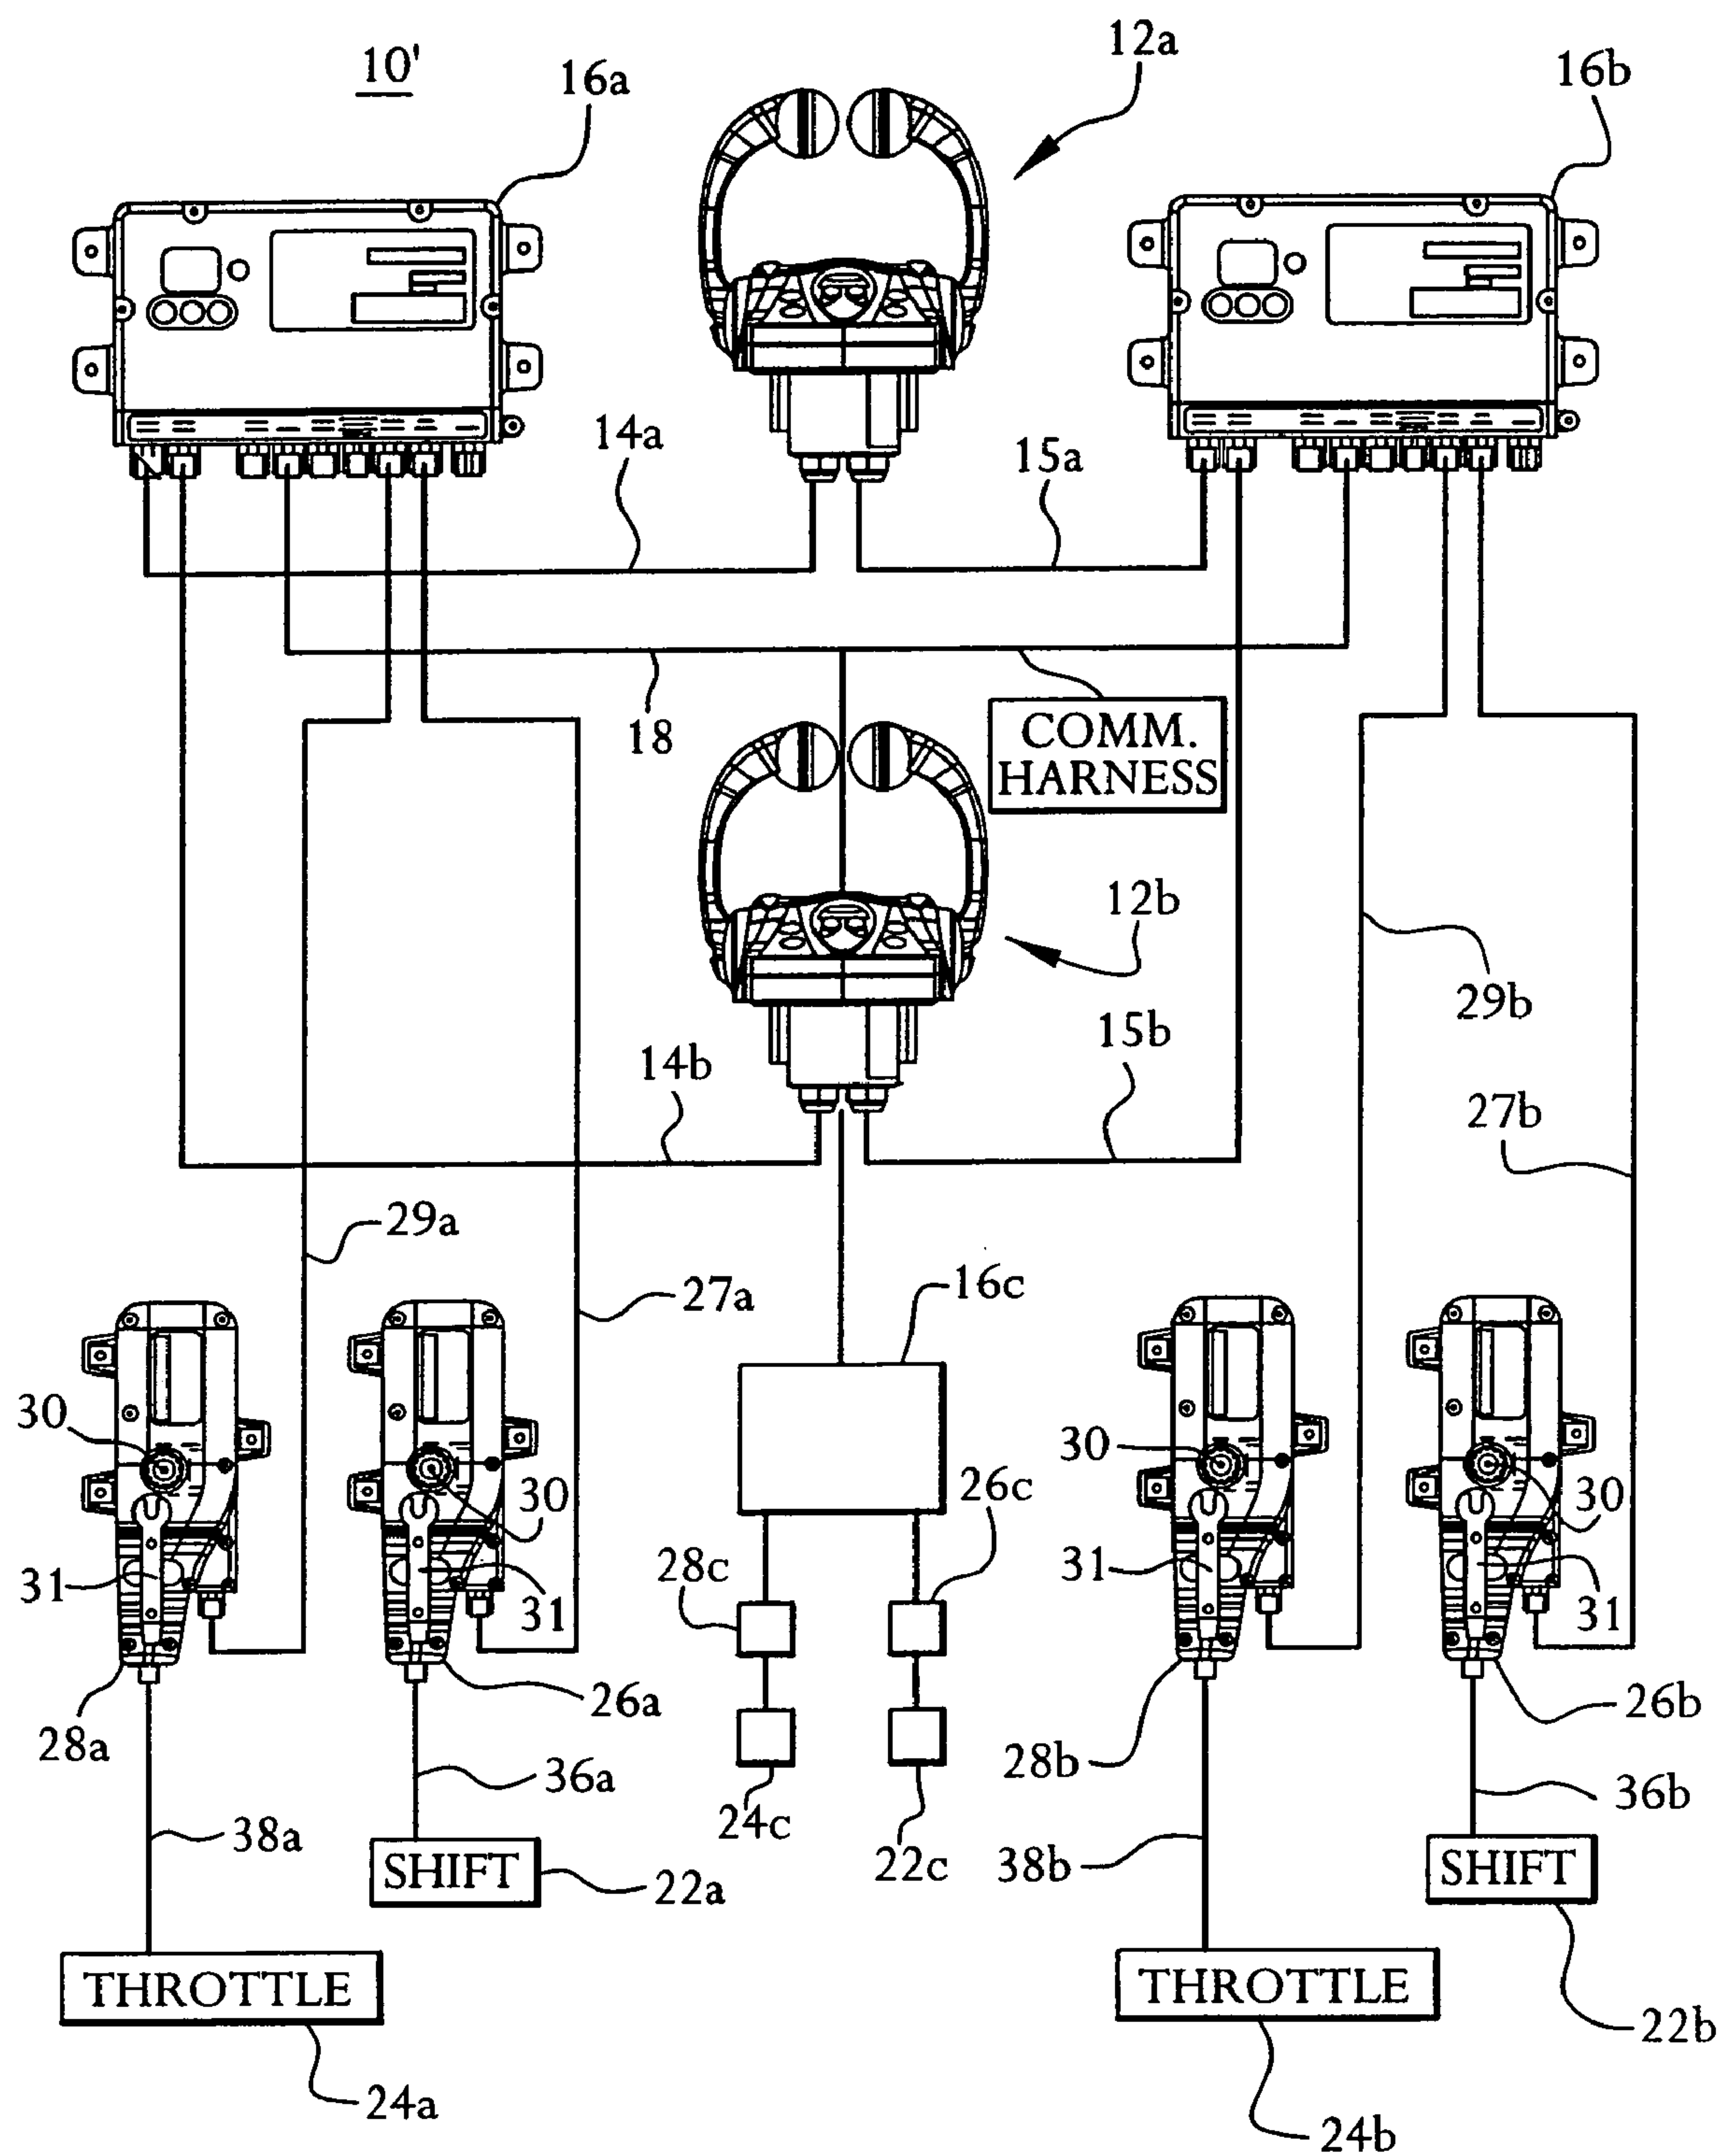 10'
16a
12a
16b
14a
15a
18
COMM.
HARNESS
12b
29b
14b
15b
27b
29a
27a
16c
30
30
30
30
26c
28c
31
31
31
31
28a
26a
28b
26b
36a
24c
22c
36b
38a
38b
SHIFT
22a
SHIFT
THROTTLE
THROTTLE
22b
24a
24b